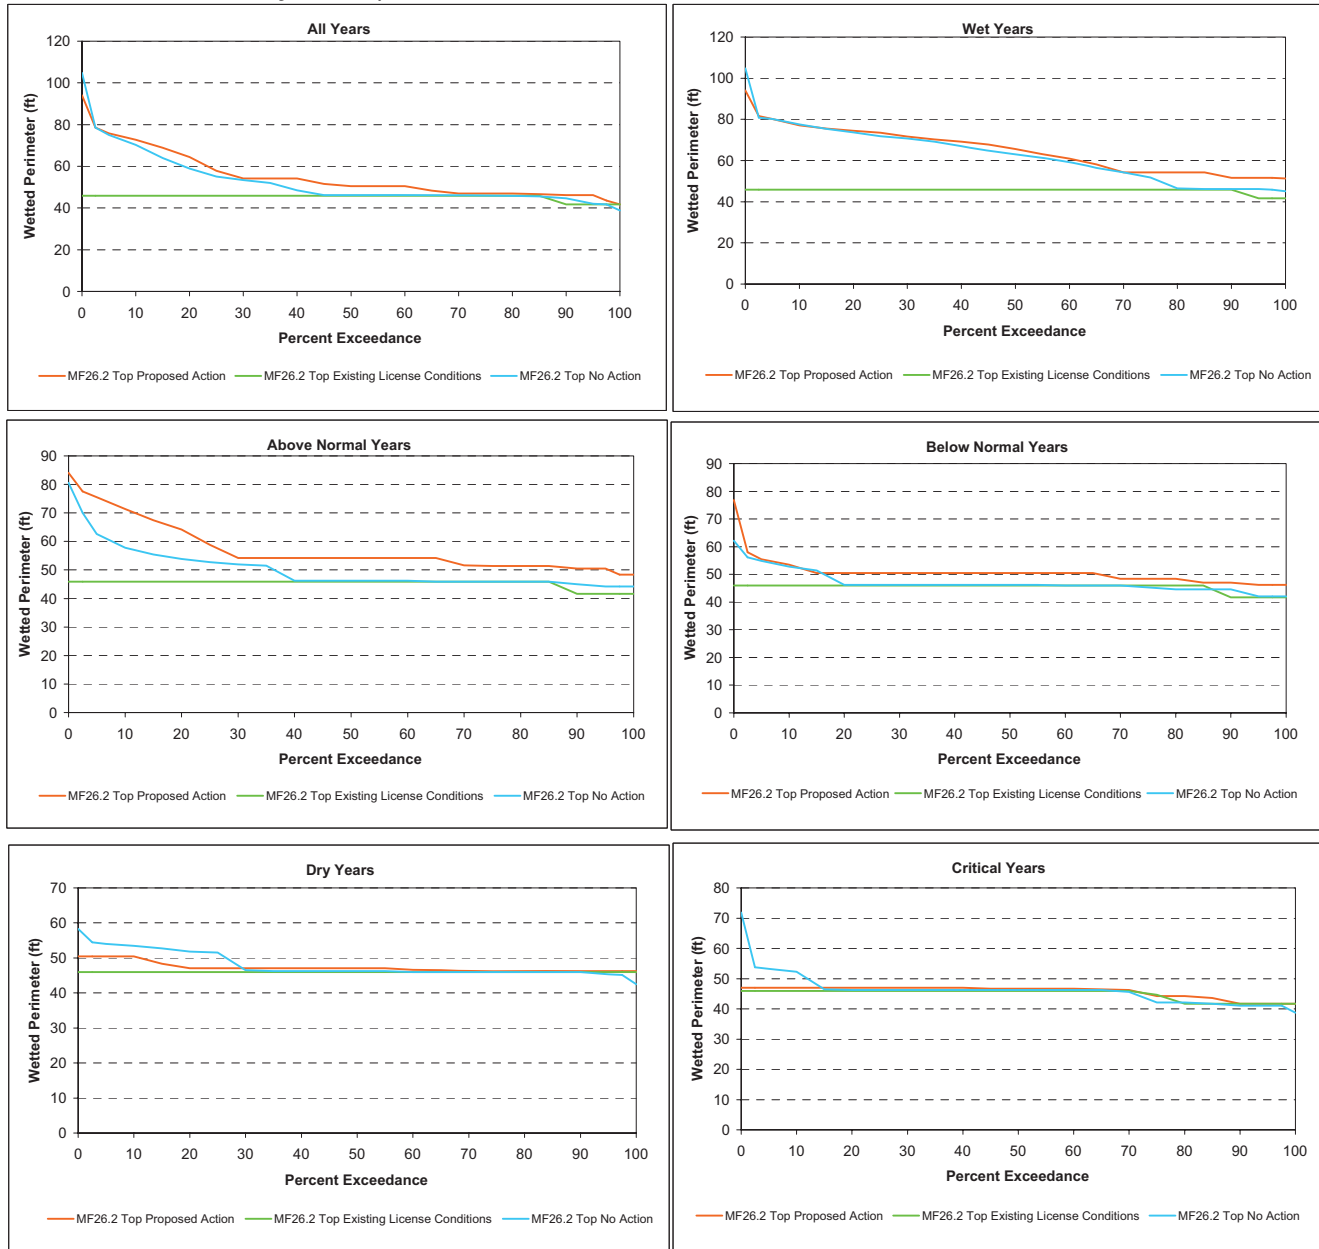 All Years
120
100
80
60
40
20
0
Wetted Perimeter (ft)
0 10 20 30 40 50 60 70 80 90 100
Percent Exceedance
MF26.2 Top Proposed Action MF26.2 Top Existing License Conditions MF26.2 Top No Action
Wet Years
120
100
80
60
40
20
0
Wetted Perimeter (ft)
0 10 20 30 40 50 60 70 80 90 100
Percent Exceedance
MF26.2 Top Proposed Action MF26.2 Top Existing License Conditions MF26.2 Top No Action
Above Normal Years
90
80
70
60
50
40
30
20
10
0
Wetted Perimeter (ft)
0 10 20 30 40 50 60 70 80 90 100
Percent Exceedance
MF26.2 Top Proposed Action MF26.2 Top Existing License Conditions MF26.2 Top No Action
Below Normal Years
90
80
70
60
50
40
30
20
10
0
Wetted Perimeter (ft)
0 10 20 30 40 50 60 70 80 90 100
Percent Exceedance
MF26.2 Top Proposed Action MF26.2 Top Existing License Conditions MF26.2 Top No Action
Dry Years
70
60
50
40
30
20
10
0
Wetted Perimeter (ft)
0 10 20 30 40 50 60 70 80 90 100
Percent Exceedance
MF26.2 Top Proposed Action MF26.2 Top Existing License Conditions MF26.2 Top No Action
Critical Years
80
70
60
50
40
30
20
10
0
Wetted Perimeter (ft)
0 10 20 30 40 50 60 70 80 90 100
Percent Exceedance
MF26.2 Top Proposed Action MF26.2 Top Existing License Conditions MF26.2 Top No Action